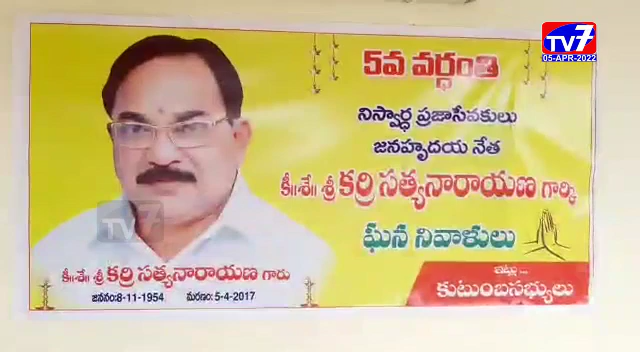 TV7
05-APR-2022
5వ వర్ధంతి
నిస్వార్ధ ప్రజాసేవకులు
జనహృదయ నేత
కీ॥శే॥ శ్రీ కర్రి సత్యనారాయణ గార్కి
ఘన నివాళులు
ఇట్లు ...
కుటుంబసభ్యులు
TV7
కీ॥శే॥ శ్రీ కర్రి సత్యనారాయణ గారు
జననం:8-11-1954 మరణం: 5-4-2017